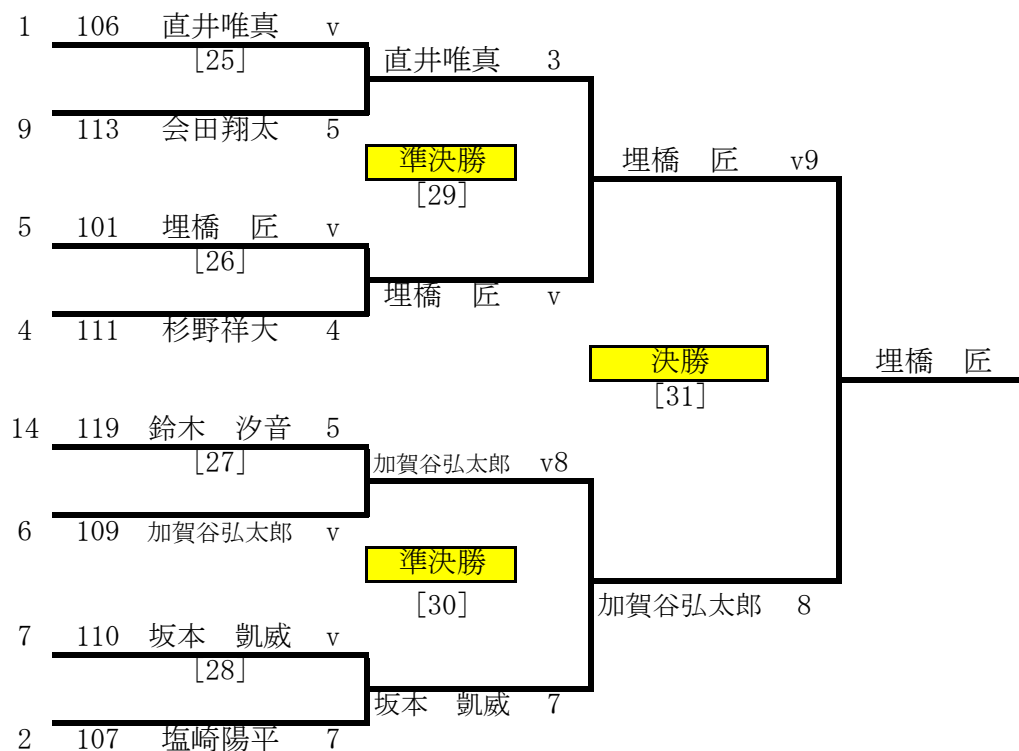 1 106 直井唯真 v
[25]
直井唯真 3
9 113 会田翔太 5
準決勝
[29]
埋橋 匠 v9
5 101 埋橋 匠 v
[26]
埋橋 匠 v
4 111 杉野祥大 4
決勝
[31]
埋橋 匠
14 119 鈴木 汐音 5
[27]
加賀谷弘太郎 v8
6 109 加賀谷弘太郎 v
準決勝
[30]
加賀谷弘太郎 8
7 110 坂本 凱威 v
[28]
坂本 凱威 7
2 107 塩崎陽平 7